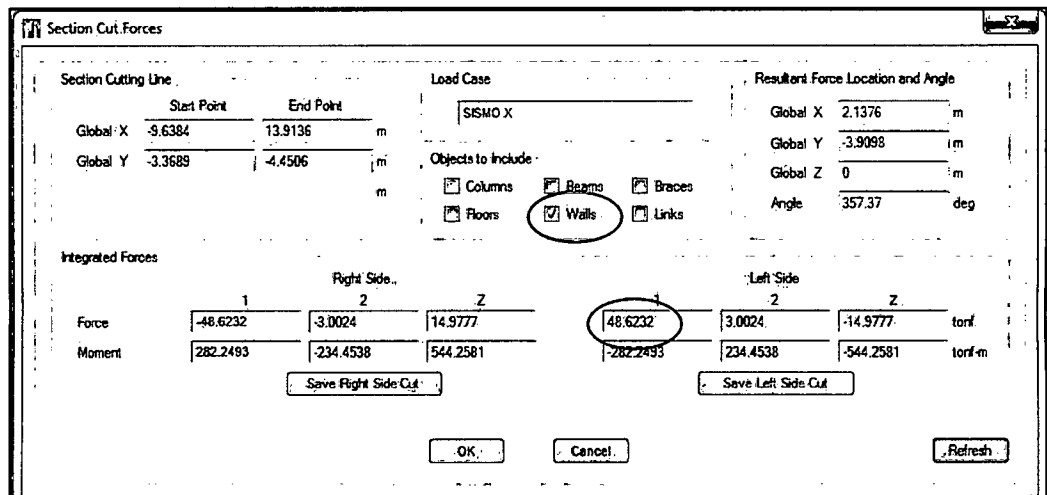 Section Cut Forces
Section Cutting Line
Start Point End Point
Global X -9.6384 13.9136 m
Global Y -3.3689 -4.4506 m
m
Load Case
SISMO X
Objects to Include
Columns Beams Braces
Floors Walls Links
Resultant Force Location and Angle
Global X 2.1376 m
Global Y -3.9098 m
Global Z 0 m
Angle 357.37 deg
Integrated Forces
Right Side Left Side
1 2 Z 1 2 Z
Force -48.6232 -3.0024 14.9777 48.6232 3.0024 -14.9777 tonf
Moment 282.2493 -234.4538 544.2581 -282.2493 234.4538 -544.2581 tonf-m
Save Right Side Cut Save Left Side Cut
OK Cancel Refresh